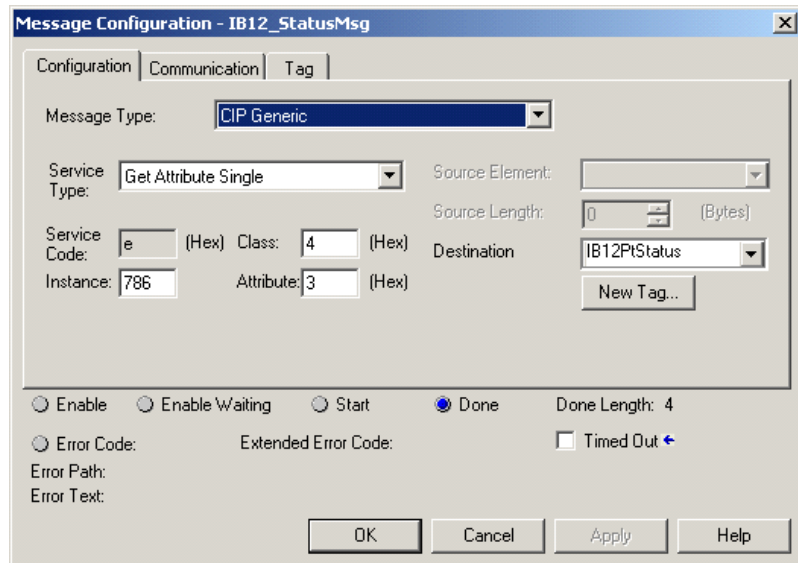 Message Configuration - IB12_StatusMsg
Configuration Communication Tag
Message Type: CIP Generic
Service Type: Get Attribute Single
Source Element:
Source Length: 0 (Bytes)
Service Code: e (Hex) Class: 4 (Hex)
Destination IB12PtStatus
Instance: 786 Attribute: 3 (Hex)
New Tag...
Enable Enable Waiting Start Done Done Length: 4
Error Code: Extended Error Code: Timed Out
Error Path:
Error Text:
OK Cancel Apply Help